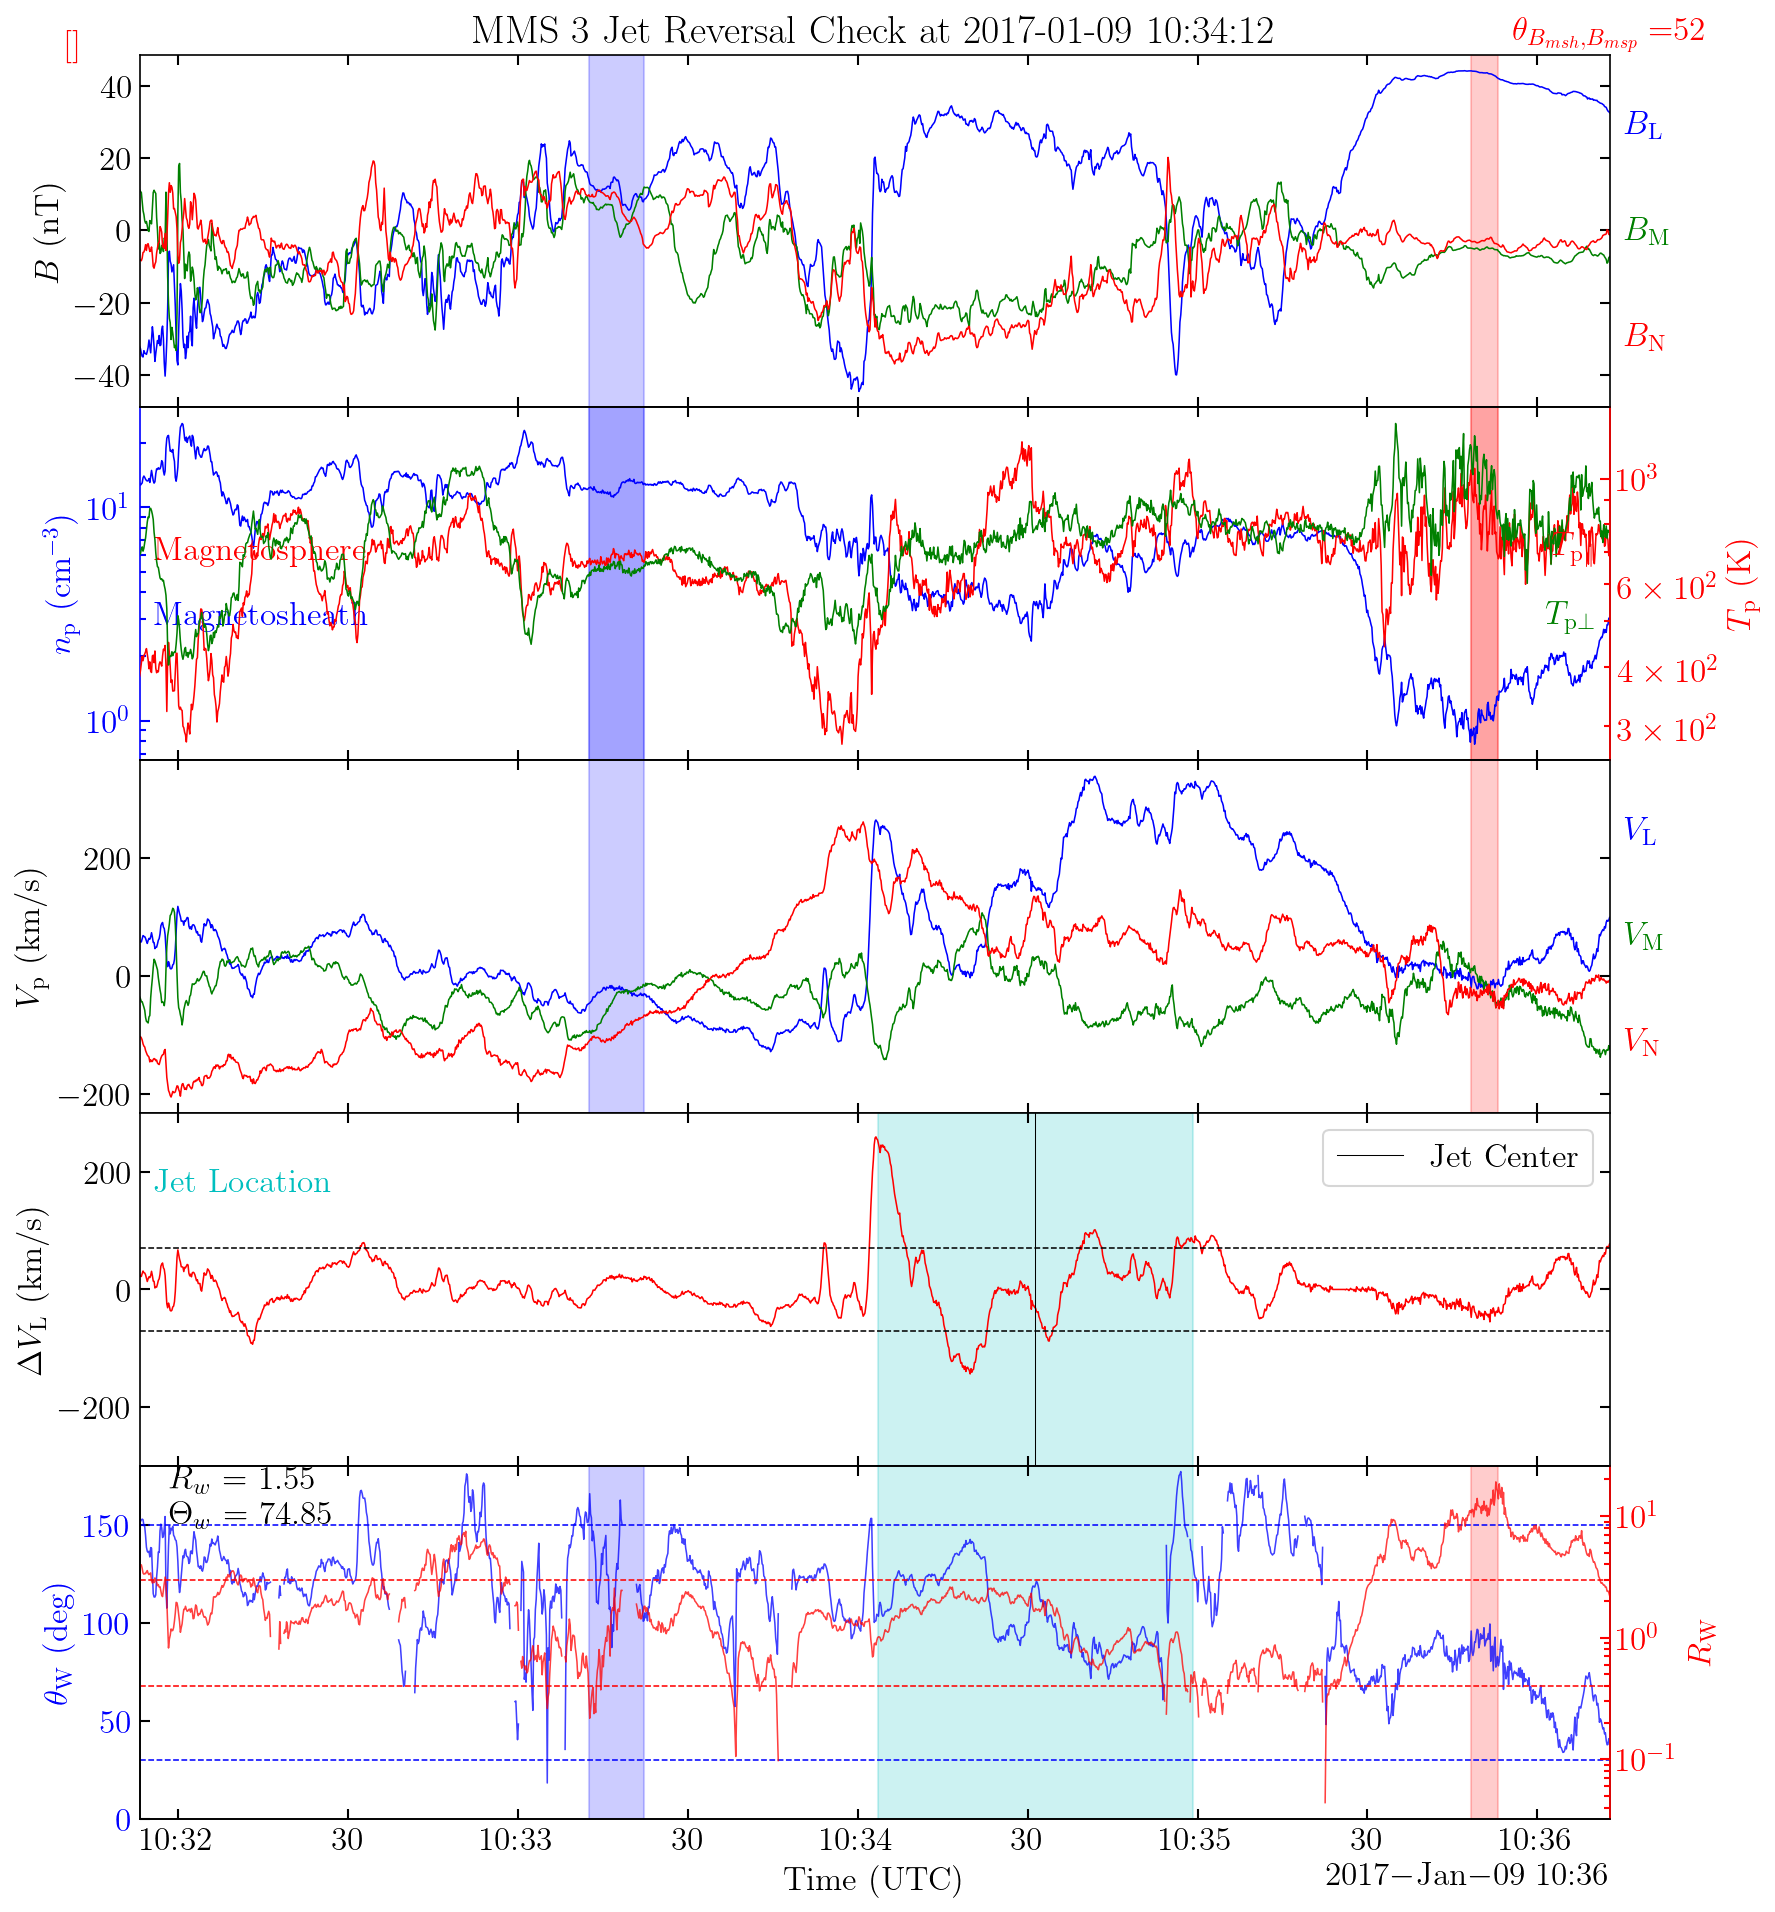 MMS 3 Jet Reversal Check at 2017-01-09 10:34:12
θ_{B_{msh},B_{msp}} =52
B (nT)
40
20
0
−20
−40
B_L
B_M
B_N
n_p (cm^{−3})
10^1
10^0
Magnetosphere
Magnetosheath
T_{p∥}
T_{p⊥}
10^3
6 × 10^2
4 × 10^2
3 × 10^2
T_p (K)
V_p (km/s)
200
0
−200
V_L
V_M
V_N
ΔV_L (km/s)
200
0
−200
Jet Location
Jet Center
R_w = 1.55
Θ_w = 74.85
θ_W (deg)
150
100
50
0
10^1
10^0
10^{−1}
R_W
10:32 30 10:33 30 10:34 30 10:35 30 10:36
Time (UTC)
2017−Jan−09 10:36